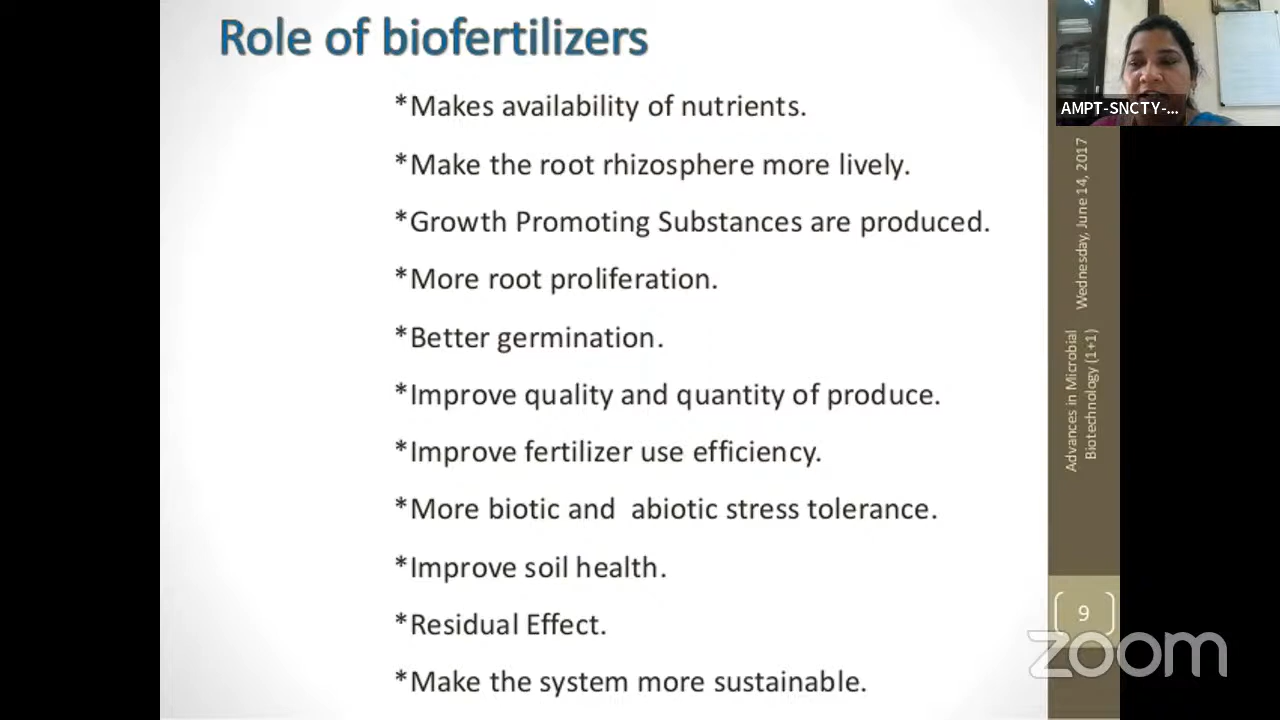 Role of biofertilizers
*Makes availability of nutrients.
*Make the root rhizosphere more lively.
*Growth Promoting Substances are produced.
*More root proliferation.
*Better germination.
*Improve quality and quantity of produce.
*Improve fertilizer use efficiency.
*More biotic and  abiotic stress tolerance.
*Improve soil health.
*Residual Effect.
*Make the system more sustainable.
AMPT-SNCTY-...
Wednesday, June 14, 2017
Advances in Microbial
Biotechnology (1+1)
9
zoom